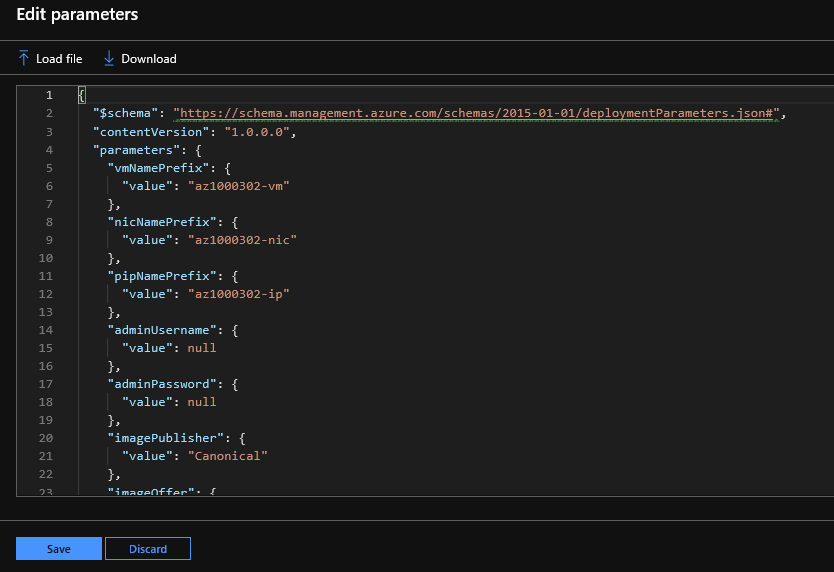 Edit parameters
Load file Download
1 {
2 "$schema": "https://schema.management.azure.com/schemas/2015-01-01/deploymentParameters.json#",
3 "contentVersion": "1.0.0.0",
4 "parameters": {
5 "vmNamePrefix": {
6 "value": "az1000302-vm"
7 },
8 "nicNamePrefix": {
9 "value": "az1000302-nic"
10 },
11 "pipNamePrefix": {
12 "value": "az1000302-ip"
13 },
14 "adminUsername": {
15 "value": null
16 },
17 "adminPassword": {
18 "value": null
19 },
20 "imagePublisher": {
21 "value": "Canonical"
22 },
23 "imageOffer": {
Save Discard